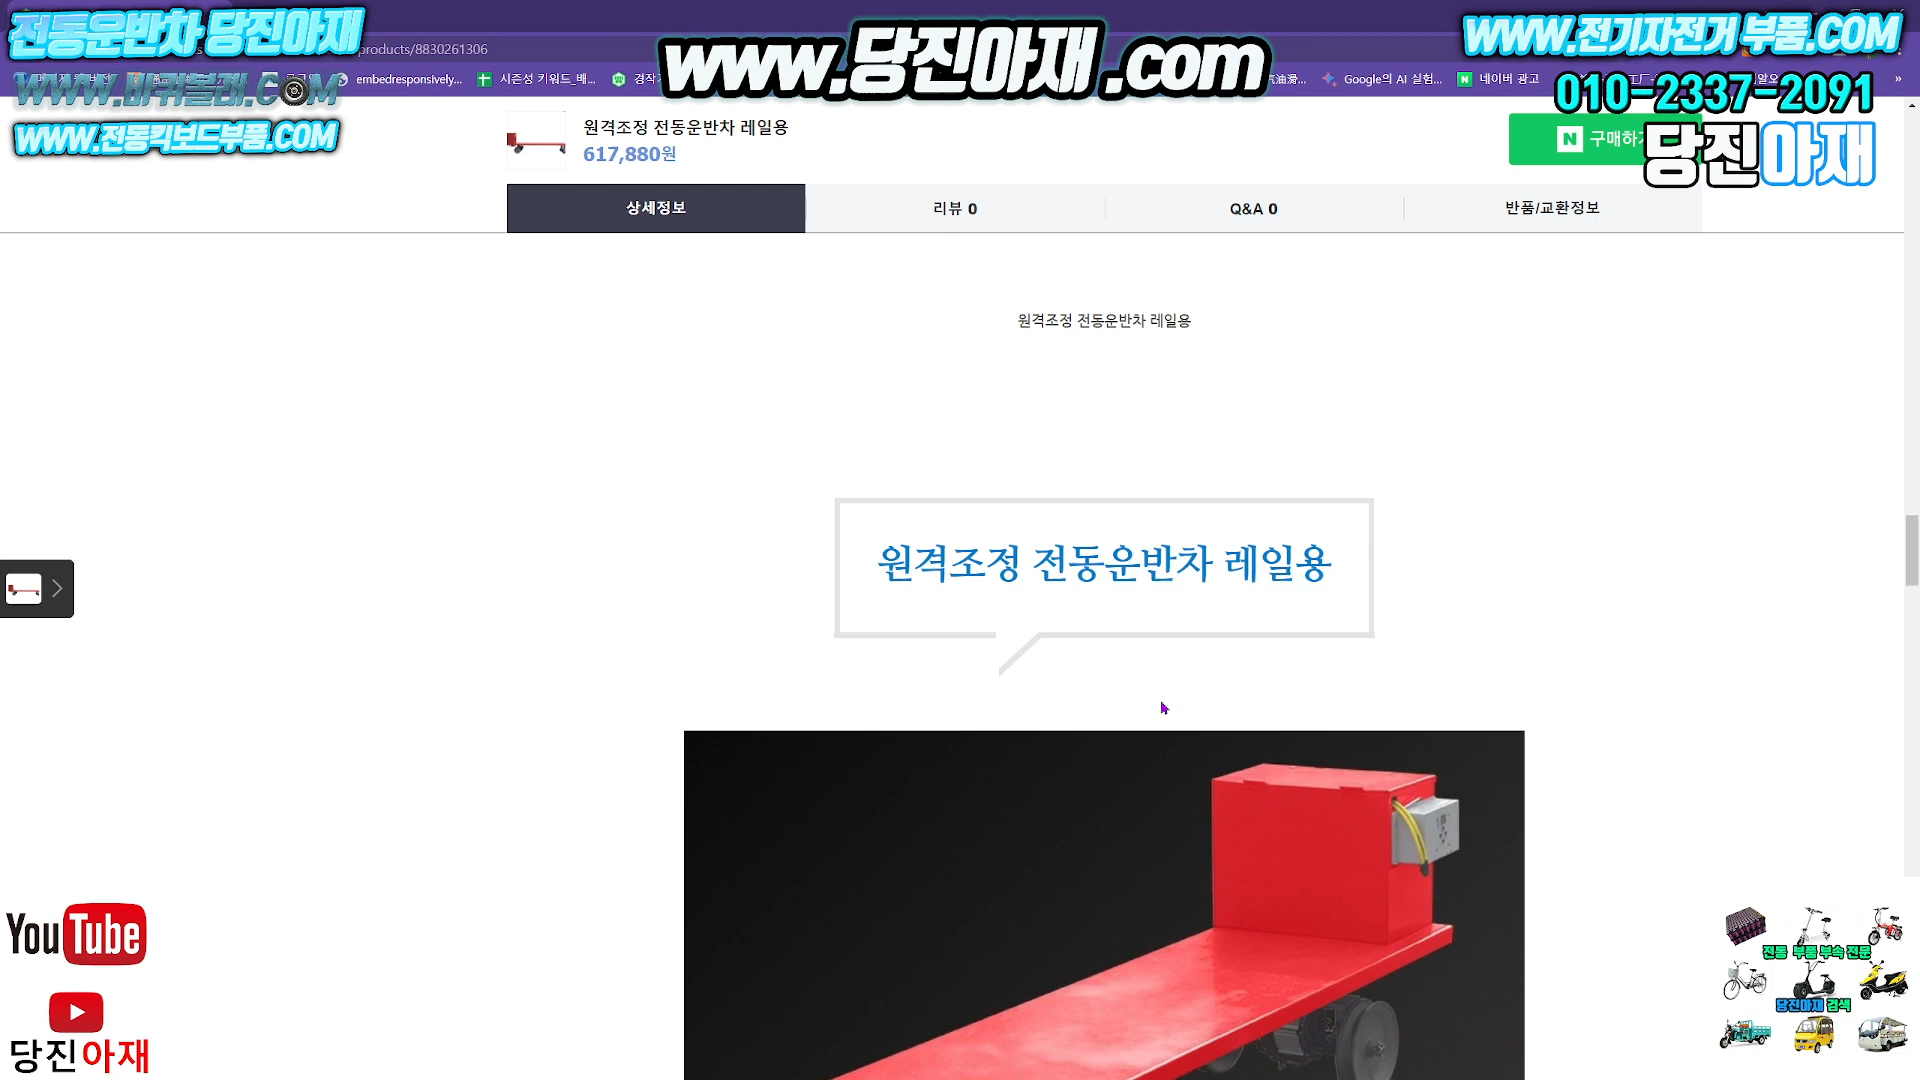 전동운반차 당진아재
www.바퀴볼래.COM
www.전동킥보드부품.COM
www.당진아재.com
www.전기자전거 부품.COM
010-2337-2091
당진아재
products/8830261306
embedresponsively...
시즌성 키워드_배...
Google의 AI 실험...
네이버 광고
»
원격조정 전동운반차 레일용
617,880원
N 구매하기
상세정보
리뷰 0
Q&A 0
반품/교환정보
원격조정 전동운반차 레일용
원격조정 전동운반차 레일용
YouTube
당진아재
전동 부품 부속 전문
당진아재 검색